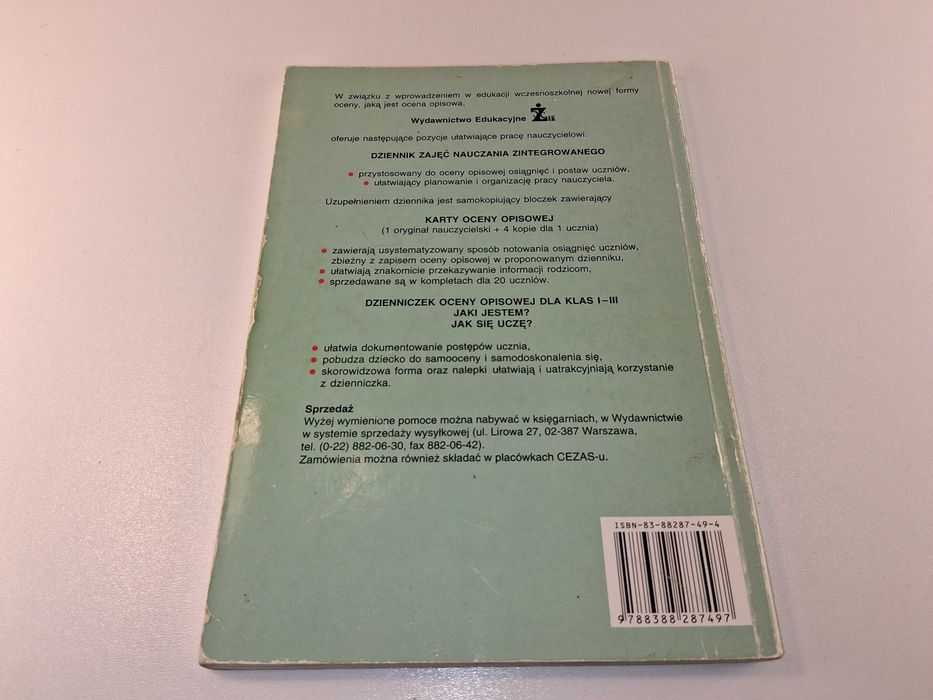 W związku z wprowadzeniem w edukacji wczesnoszkolnej nowej formy
oceny, jaką jest ocena opisowa,
Wydawnictwo Edukacyjne ŻAK
oferuje następujące pozycje ułatwiające pracę nauczycielowi:
DZIENNIK ZAJĘĆ NAUCZANIA ZINTEGROWANEGO
• przystosowany do oceny opisowej osiągnięć i postaw uczniów,
• ułatwiający planowanie i organizację pracy nauczyciela.
Uzupełnieniem dziennika jest samokopiujący bloczek zawierający
KARTY OCENY OPISOWEJ
(1 oryginał nauczycielski + 4 kopie dla 1 ucznia)
• zawierają usystematyzowany sposób notowania osiągnięć uczniów,
zbieżny z zapisem oceny opisowej w proponowanym dzienniku,
• ułatwiają znakomicie przekazywanie informacji rodzicom,
• sprzedawane są w kompletach dla 20 uczniów.
DZIENNICZEK OCENY OPISOWEJ DLA KLAS I–III
JAKI JESTEM?
JAK SIĘ UCZĘ?
• ułatwia dokumentowanie postępów ucznia,
• pobudza dziecko do samooceny i samodoskonalenia się,
• skorowidzowa forma oraz nalepki ułatwiają i uatrakcyjniają korzystanie
z dzienniczka.
Sprzedaż
Wyżej wymienione pomoce można nabywać w księgarniach, w Wydawnictwie
w systemie sprzedaży wysyłkowej (ul. Lirowa 27, 02-387 Warszawa,
tel. (0-22) 882-06-30, fax 882-06-42).
Zamówienia można również składać w placówkach CEZAS-u.
ISBN-83-88287-49-4
9 788388 287497